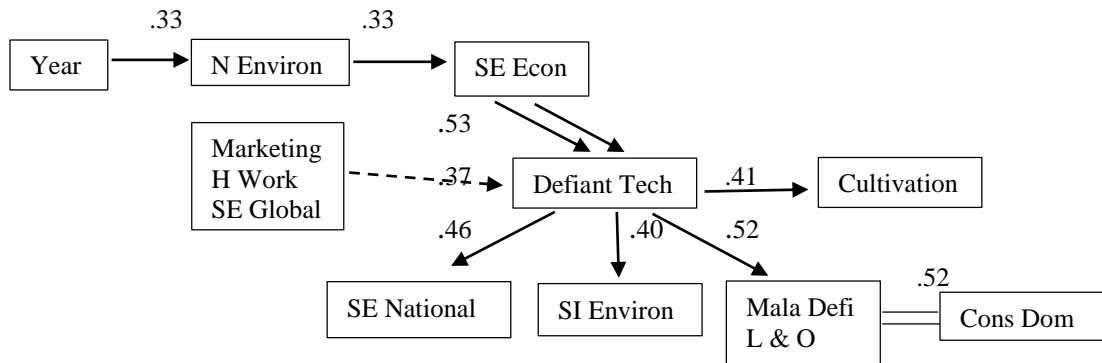 .33
.33
Year
N Environ
SE Econ
.53
Marketing
H Work
SE Global
.37
Defiant Tech
.41
Cultivation
.46
.40
.52
SE National
SI Environ
Mala Defi
L & O
.52
Cons Dom